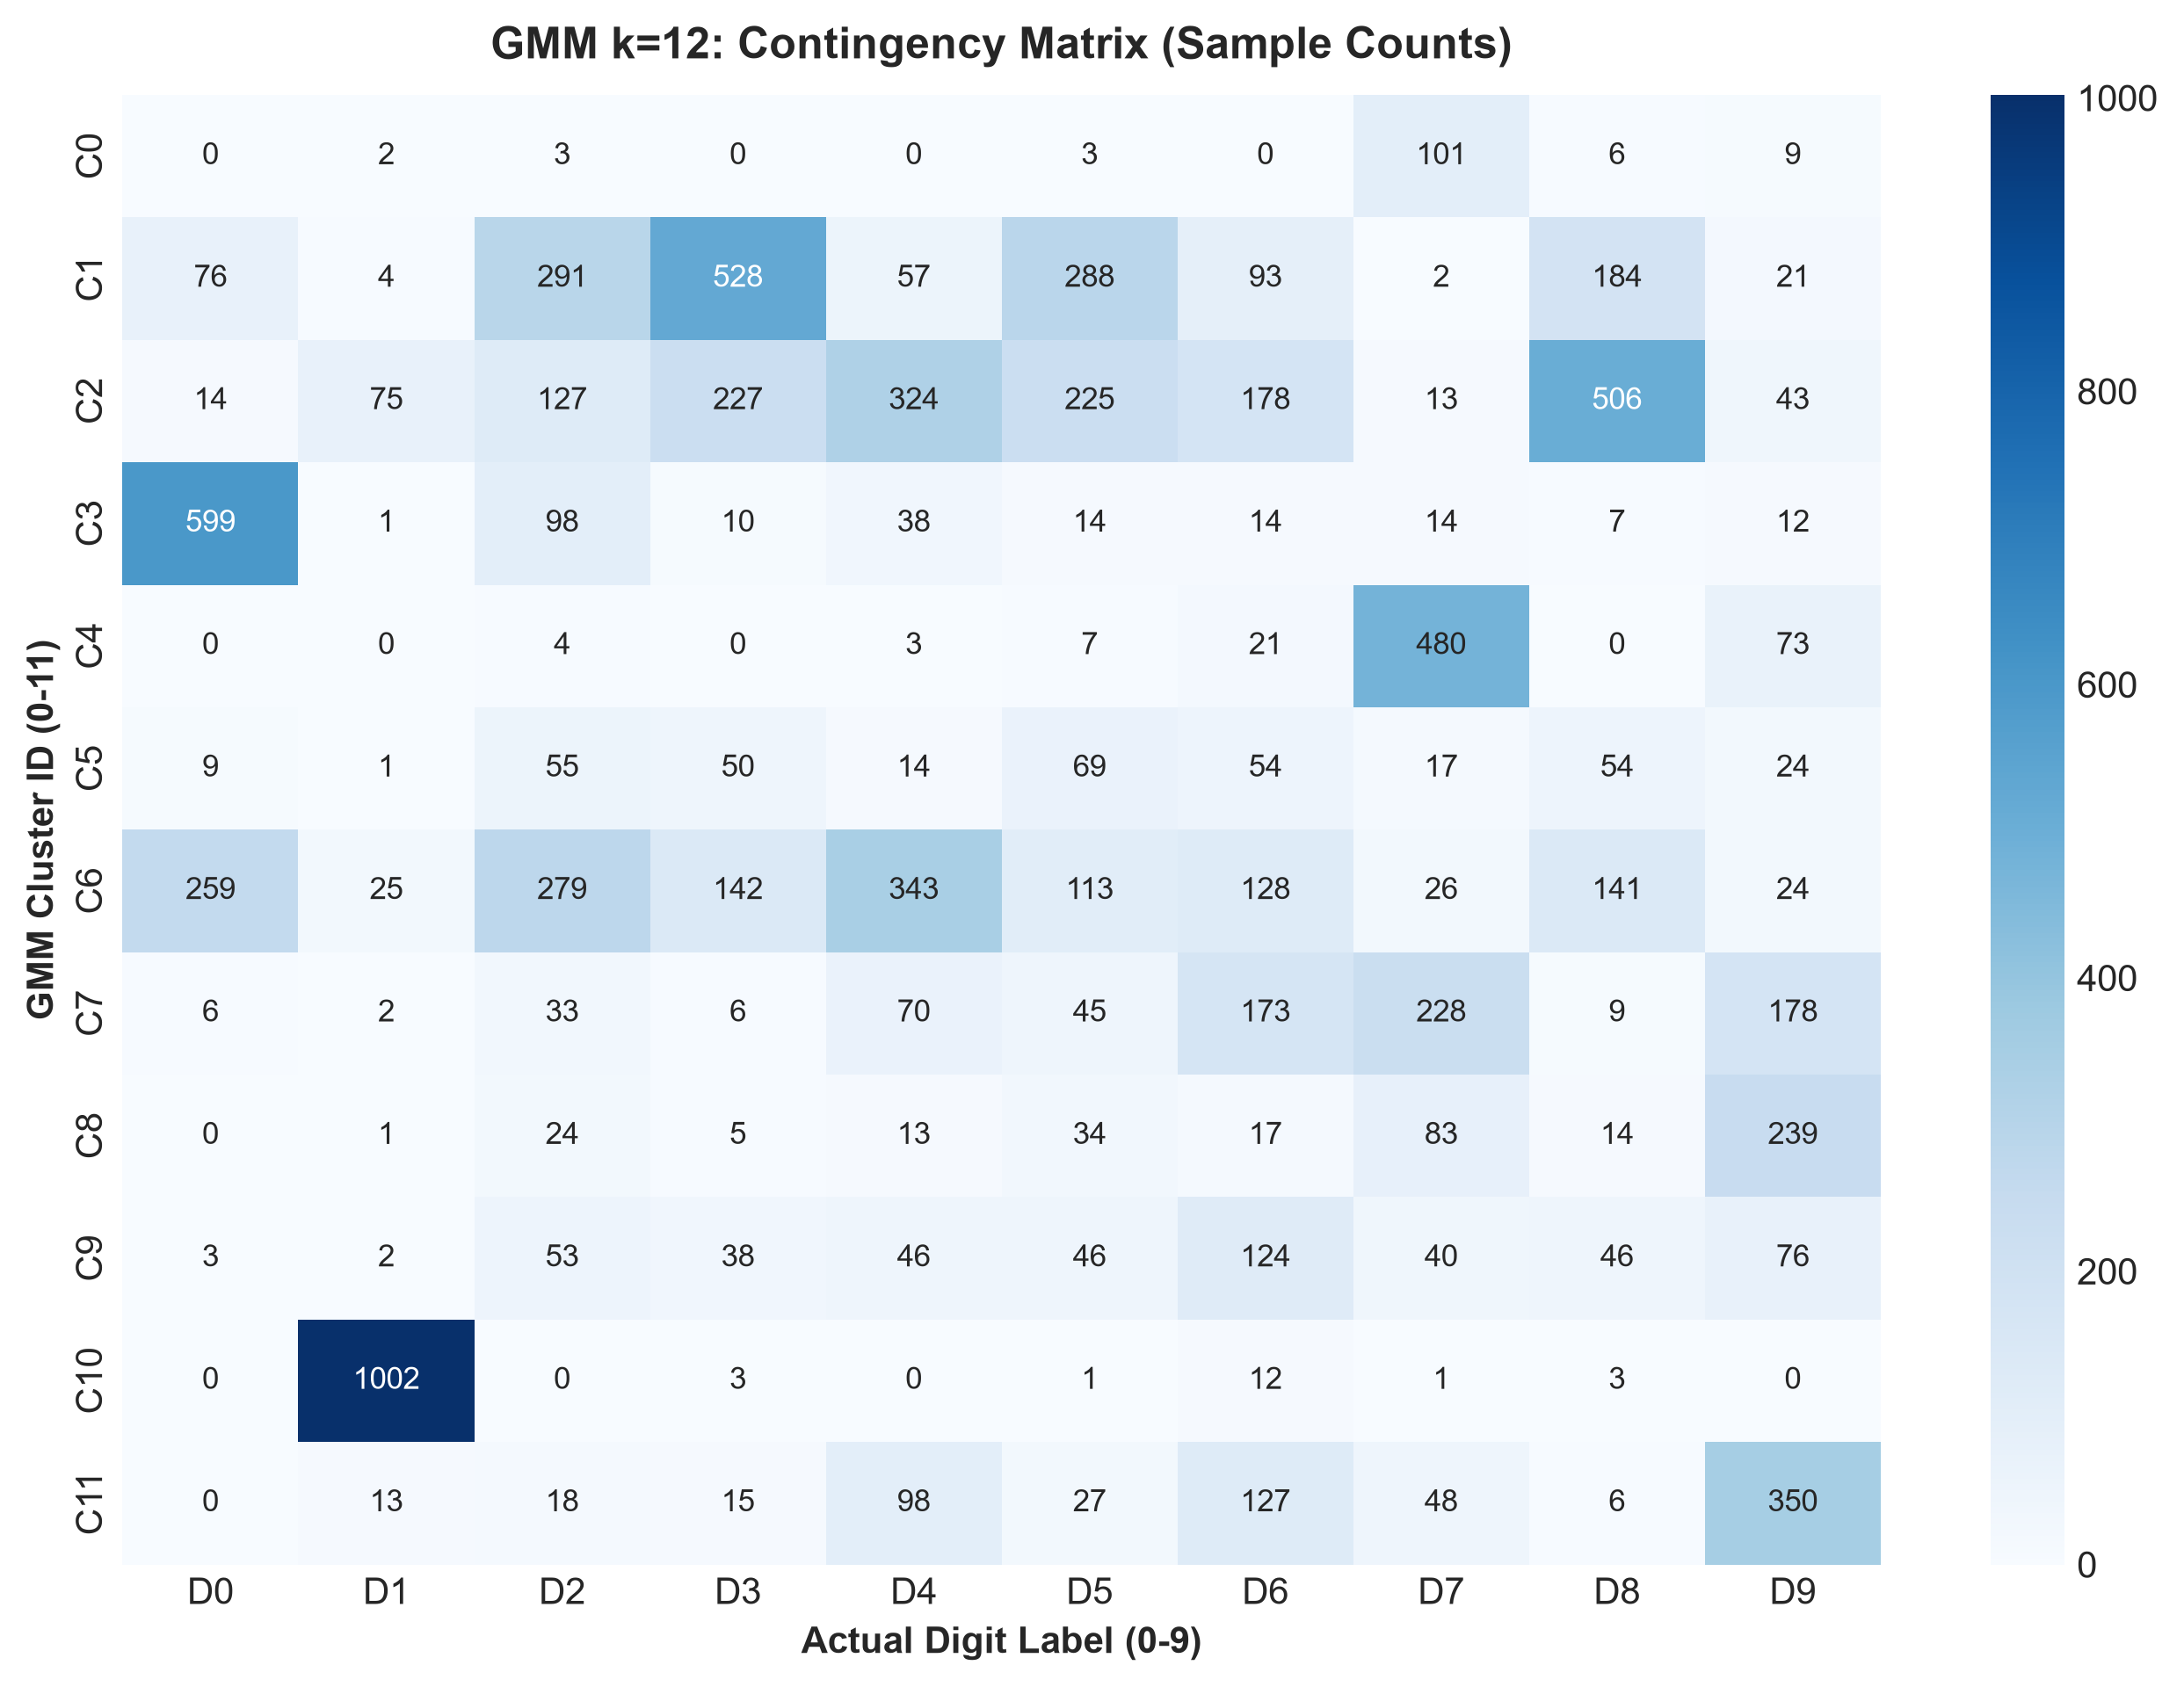 GMM k=12: Contingency Matrix (Sample Counts)
GMM Cluster ID (0-11)
C0 0 2 3 0 0 3 0 101 6 9
C1 76 4 291 528 57 288 93 2 184 21
C2 14 75 127 227 324 225 178 13 506 43
C3 599 1 98 10 38 14 14 14 7 12
C4 0 0 4 0 3 7 21 480 0 73
C5 9 1 55 50 14 69 54 17 54 24
C6 259 25 279 142 343 113 128 26 141 24
C7 6 2 33 6 70 45 173 228 9 178
C8 0 1 24 5 13 34 17 83 14 239
C9 3 2 53 38 46 46 124 40 46 76
C10 0 1002 0 3 0 1 12 1 3 0
C11 0 13 18 15 98 27 127 48 6 350
D0 D1 D2 D3 D4 D5 D6 D7 D8 D9
Actual Digit Label (0-9)
1000
800
600
400
200
0